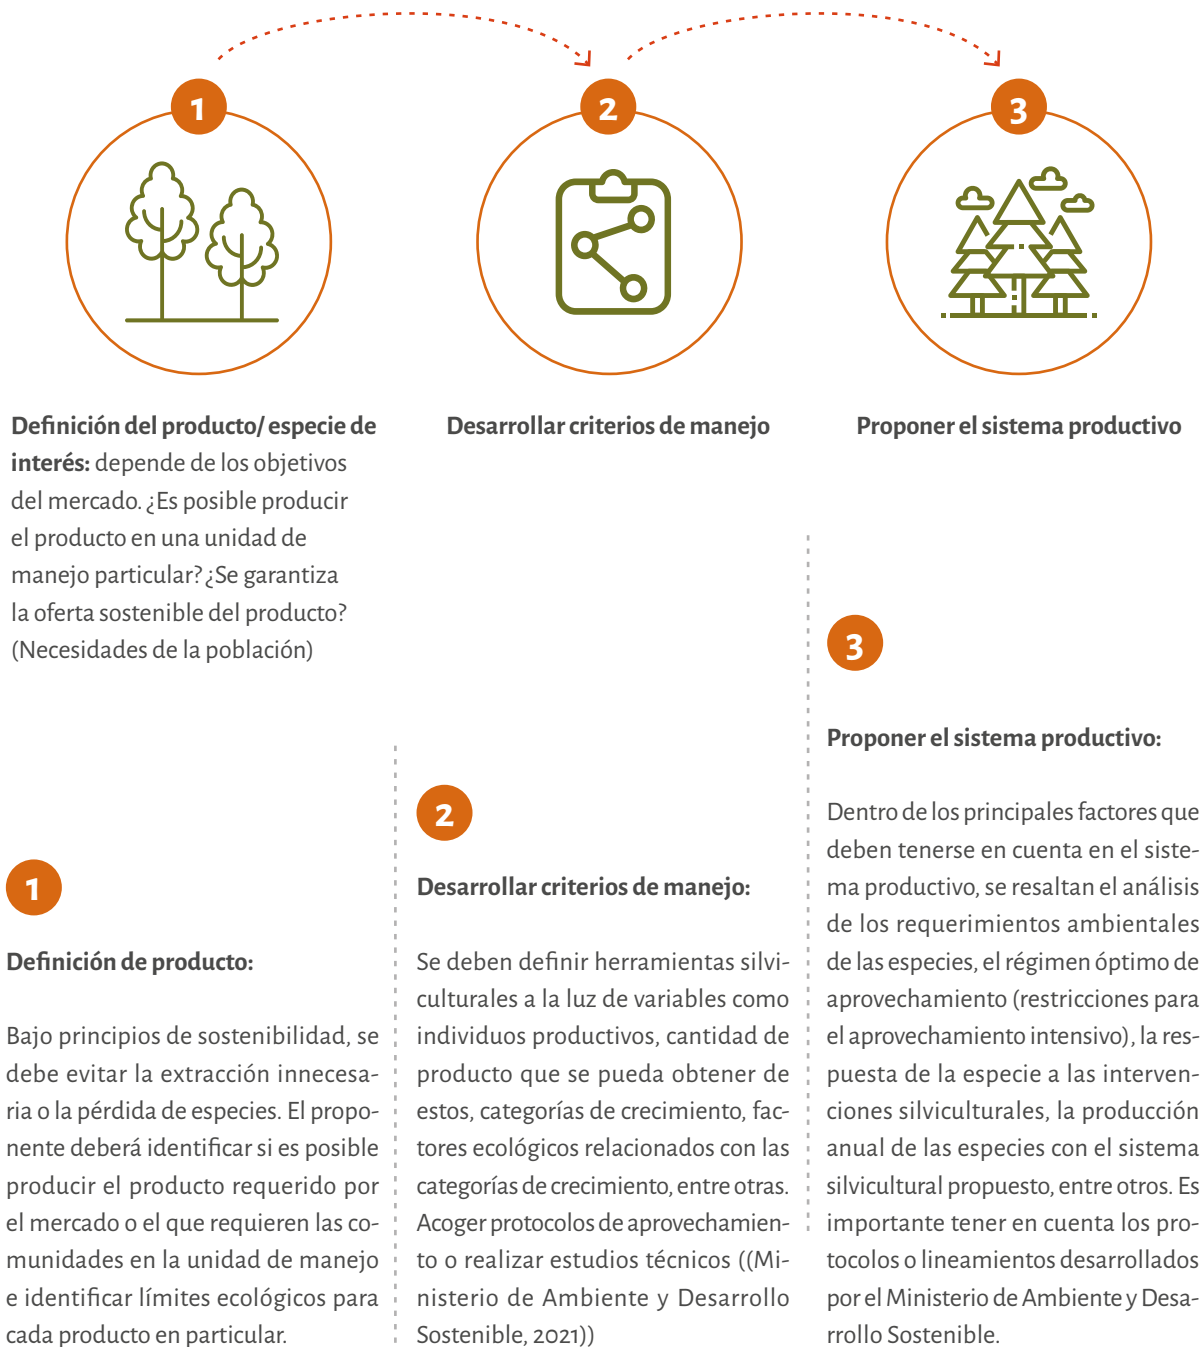 1
2
3
Definición del producto/ especie de
interés: depende de los objetivos
del mercado. ¿Es posible producir
el producto en una unidad de
manejo particular? ¿Se garantiza
la oferta sostenible del producto?
(Necesidades de la población)
Desarrollar criterios de manejo
Proponer el sistema productivo
1
Definición de producto:
Bajo principios de sostenibilidad, se
debe evitar la extracción innecesa-
ria o la pérdida de especies. El propo-
nente deberá identificar si es posible
producir el producto requerido por
el mercado o el que requieren las co-
munidades en la unidad de manejo
e identificar límites ecológicos para
cada producto en particular.
2
Desarrollar criterios de manejo:
Se deben definir herramientas silvi-
culturales a la luz de variables como
individuos productivos, cantidad de
producto que se pueda obtener de
estos, categorías de crecimiento, fac-
tores ecológicos relacionados con las
categorías de crecimiento, entre otras.
Acoger protocolos de aprovechamien-
to o realizar estudios técnicos ((Mi-
nisterio de Ambiente y Desarrollo
Sostenible, 2021))
3
Proponer el sistema productivo:
Dentro de los principales factores que
deben tenerse en cuenta en el siste-
ma productivo, se resaltan el análisis
de los requerimientos ambientales
de las especies, el régimen óptimo de
aprovechamiento (restricciones para
el aprovechamiento intensivo), la res-
puesta de la especie a las interven-
ciones silviculturales, la producción
anual de las especies con el sistema
silvicultural propuesto, entre otros. Es
importante tener en cuenta los pro-
tocolos o lineamientos desarrollados
por el Ministerio de Ambiente y Desa-
rrollo Sostenible.